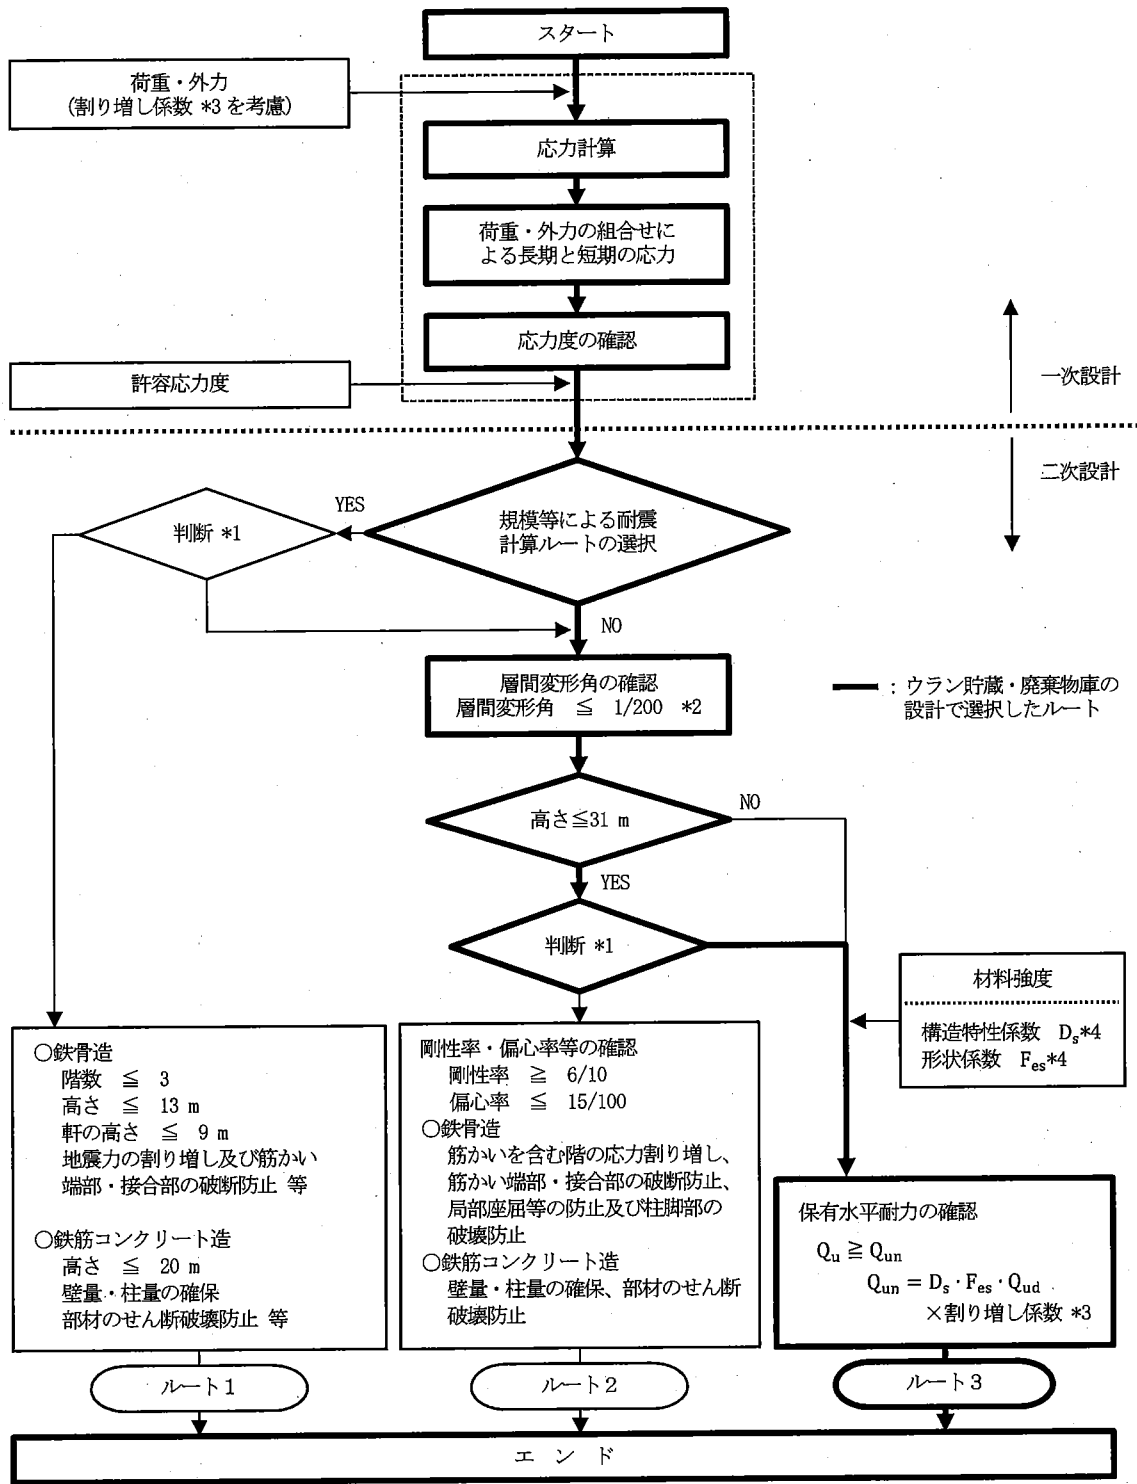 スタート
荷重・外力
(割り増し係数 *3 を考慮)
応力計算
荷重・外力の組合せに
よる長期と短期の応力
応力度の確認
許容応力度
一次設計
二次設計
規模等による耐震
計算ルートの選択
YES
判断 *1
NO
層間変形角の確認
層間変形角 ≦ 1/200 *2
：ウラン貯蔵・廃棄物庫の
設計で選択したルート
高さ≦31 m
NO
YES
判断 *1
材料強度
構造特性係数 Ds*4
形状係数 Fes*4
○鉄骨造
階数 ≦ 3
高さ ≦ 13 m
軒の高さ ≦ 9 m
地震力の割り増し及び筋かい
端部・接合部の破断防止 等
○鉄筋コンクリート造
高さ ≦ 20 m
壁量・柱量の確保
部材のせん断破壊防止 等
剛性率・偏心率等の確認
剛性率 ≧ 6/10
偏心率 ≦ 15/100
○鉄骨造
筋かいを含む階の応力割り増し、
筋かい端部・接合部の破断防止、
局部座屈等の防止及び柱脚部の
破壊防止
○鉄筋コンクリート造
壁量・柱量の確保、部材のせん断
破壊防止
保有水平耐力の確認
Qu ≧ Qun
Qun = Ds・Fes・Qud
×割り増し係数 *3
ルート1
ルート2
ルート3
エ ン ド